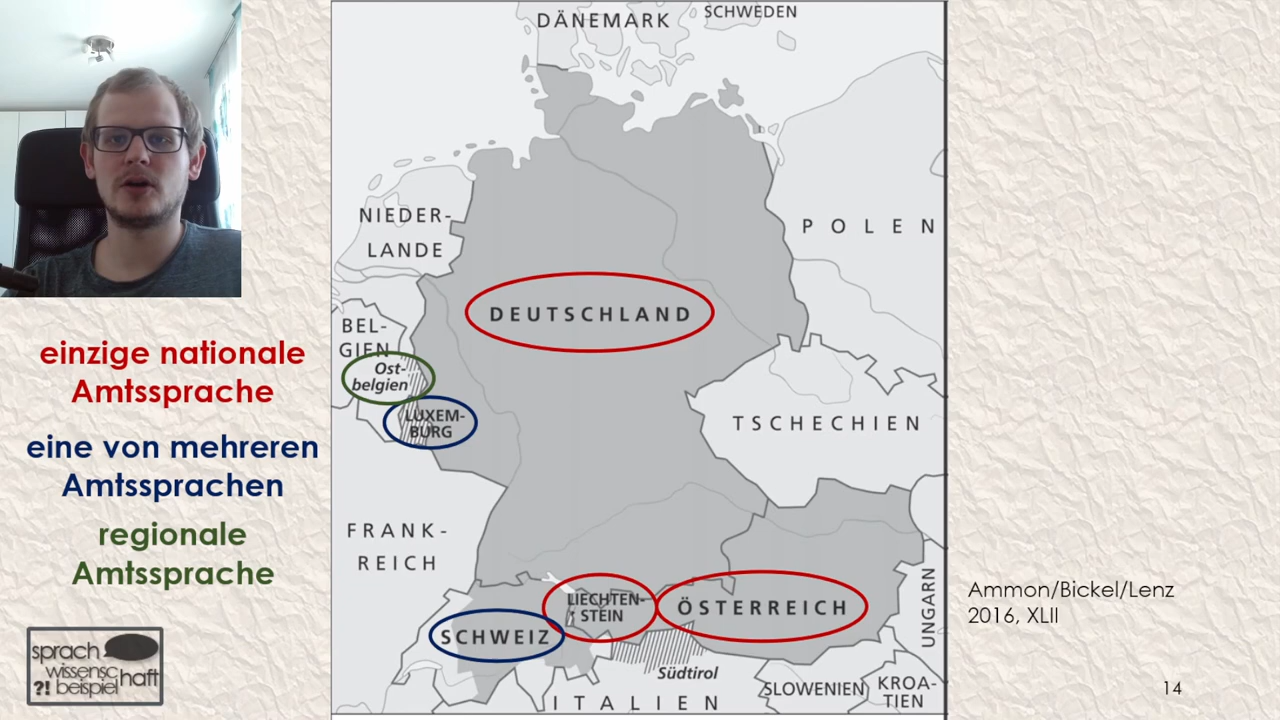 einzige nationale
Amtssprache
eine von mehreren
Amtssprachen
regionale
Amtssprache
sprach
wissensc
haft
?! beispiel
DÄNEMARK
SCHWEDEN
NIEDER-
LANDE
POLEN
DEUTSCHLAND
BEL-
GIEN
Ost-
belgien
LUXEM-
BURG
TSCHECHIEN
FRANK-
REICH
LIECHTEN-
STEIN
ÖSTERREICH
SCHWEIZ
UNGARN
Südtirol
ITALIEN
SLOWENIEN
KROA-
TIEN
Ammon/Bickel/Lenz
2016, XLII
14